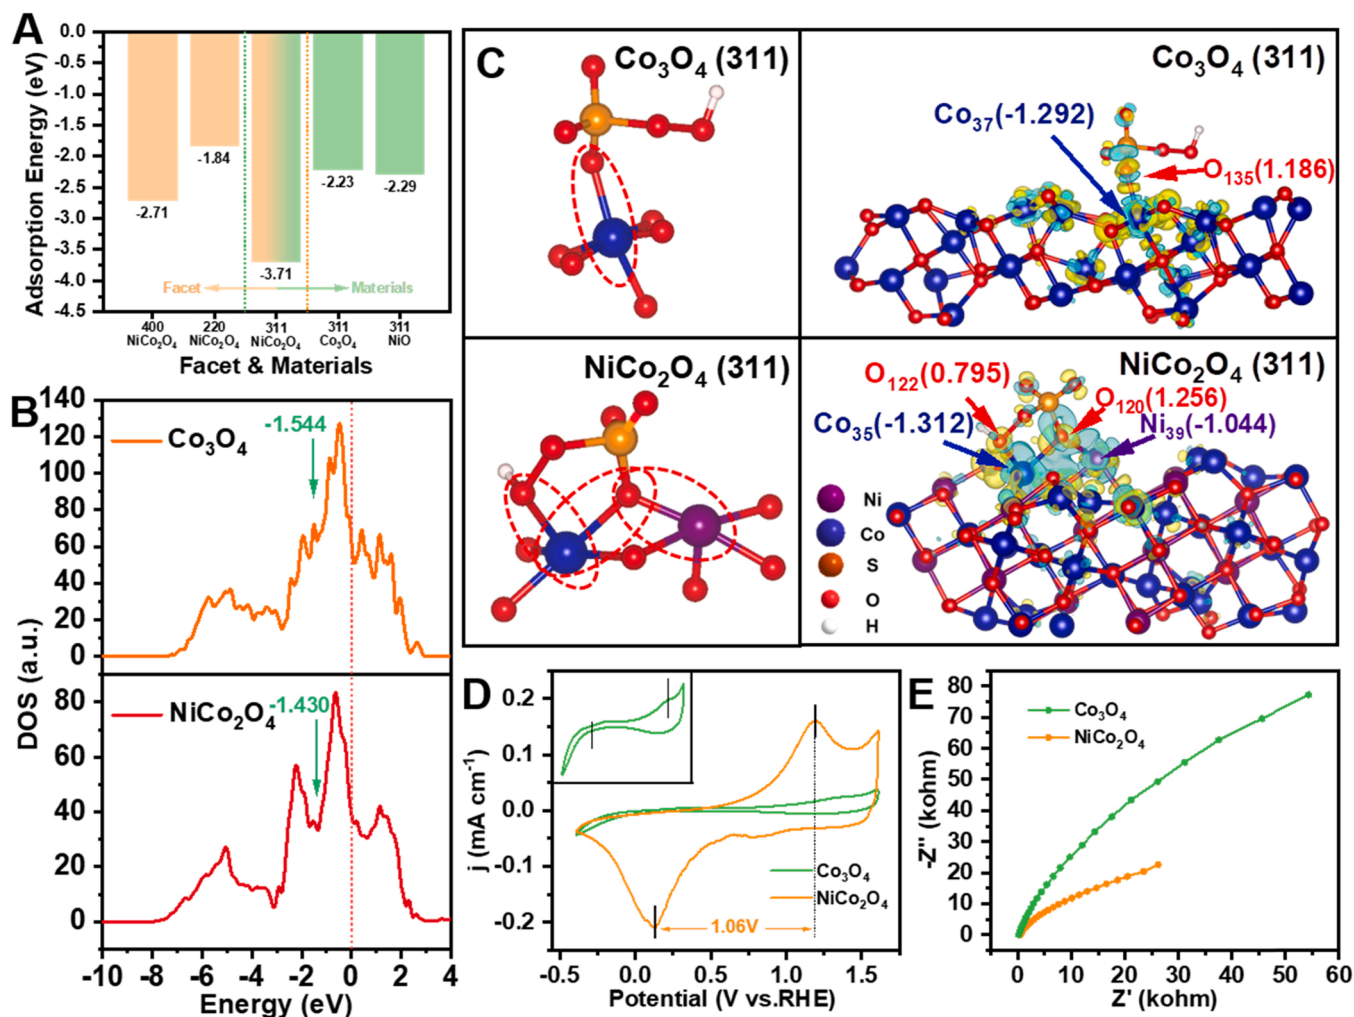 A
Adsorption Energy (eV)
0.0
-0.5
-1.0
-1.5
-2.0
-2.5
-3.0
-3.5
-4.0
-4.5
-2.71
-1.84
-3.71
-2.23
-2.29
Facet
Materials
400
NiCo₂O₄
220
NiCo₂O₄
311
NiCo₂O₄
311
Co₃O₄
311
NiO
Facet & Materials
B
DOS (a.u.)
140
120
100
80
60
40
20
0
Co₃O₄
-1.544
80
60
40
20
0
NiCo₂O₄
-1.430
-10
-8
-6
-4
-2
0
2
4
Energy (eV)
C
Co₃O₄ (311)
Co₃O₄ (311)
Co₃₇(-1.292)
O₁₃₅(1.186)
NiCo₂O₄ (311)
NiCo₂O₄ (311)
O₁₂₂(0.795)
O₁₂₀(1.256)
Co₃₅(-1.312)
Ni₃₉(-1.044)
Ni
Co
S
O
H
D
j (mA cm⁻¹)
0.2
0.1
0.0
-0.1
-0.2
Co₃O₄
NiCo₂O₄
1.06V
-0.5
0.0
0.5
1.0
1.5
Potential (V vs.RHE)
E
-Z'' (kohm)
80
70
60
50
40
30
20
10
0
Co₃O₄
NiCo₂O₄
0
10
20
30
40
50
60
Z' (kohm)